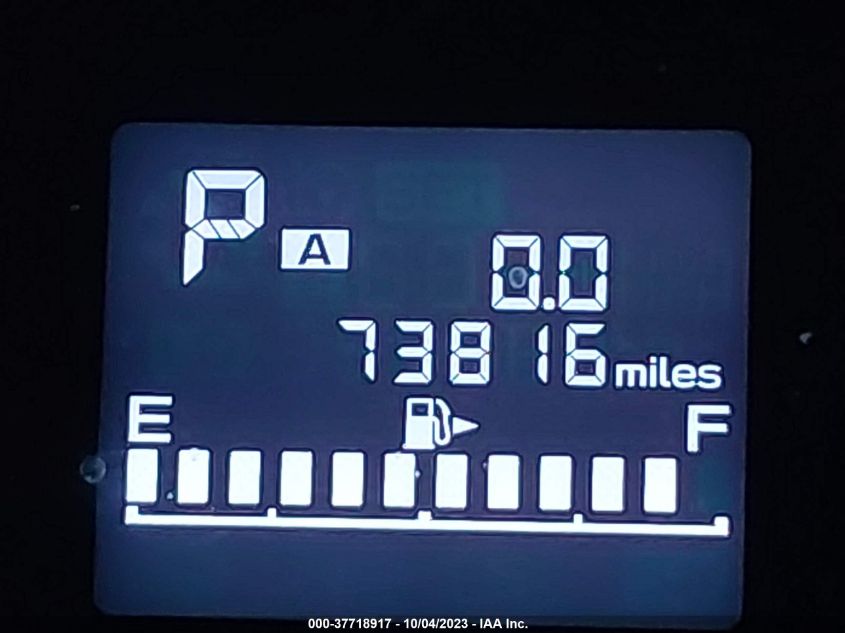 P A 0.0
73816 miles
E F
000-37718917 - 10/04/2023 - IAA Inc.